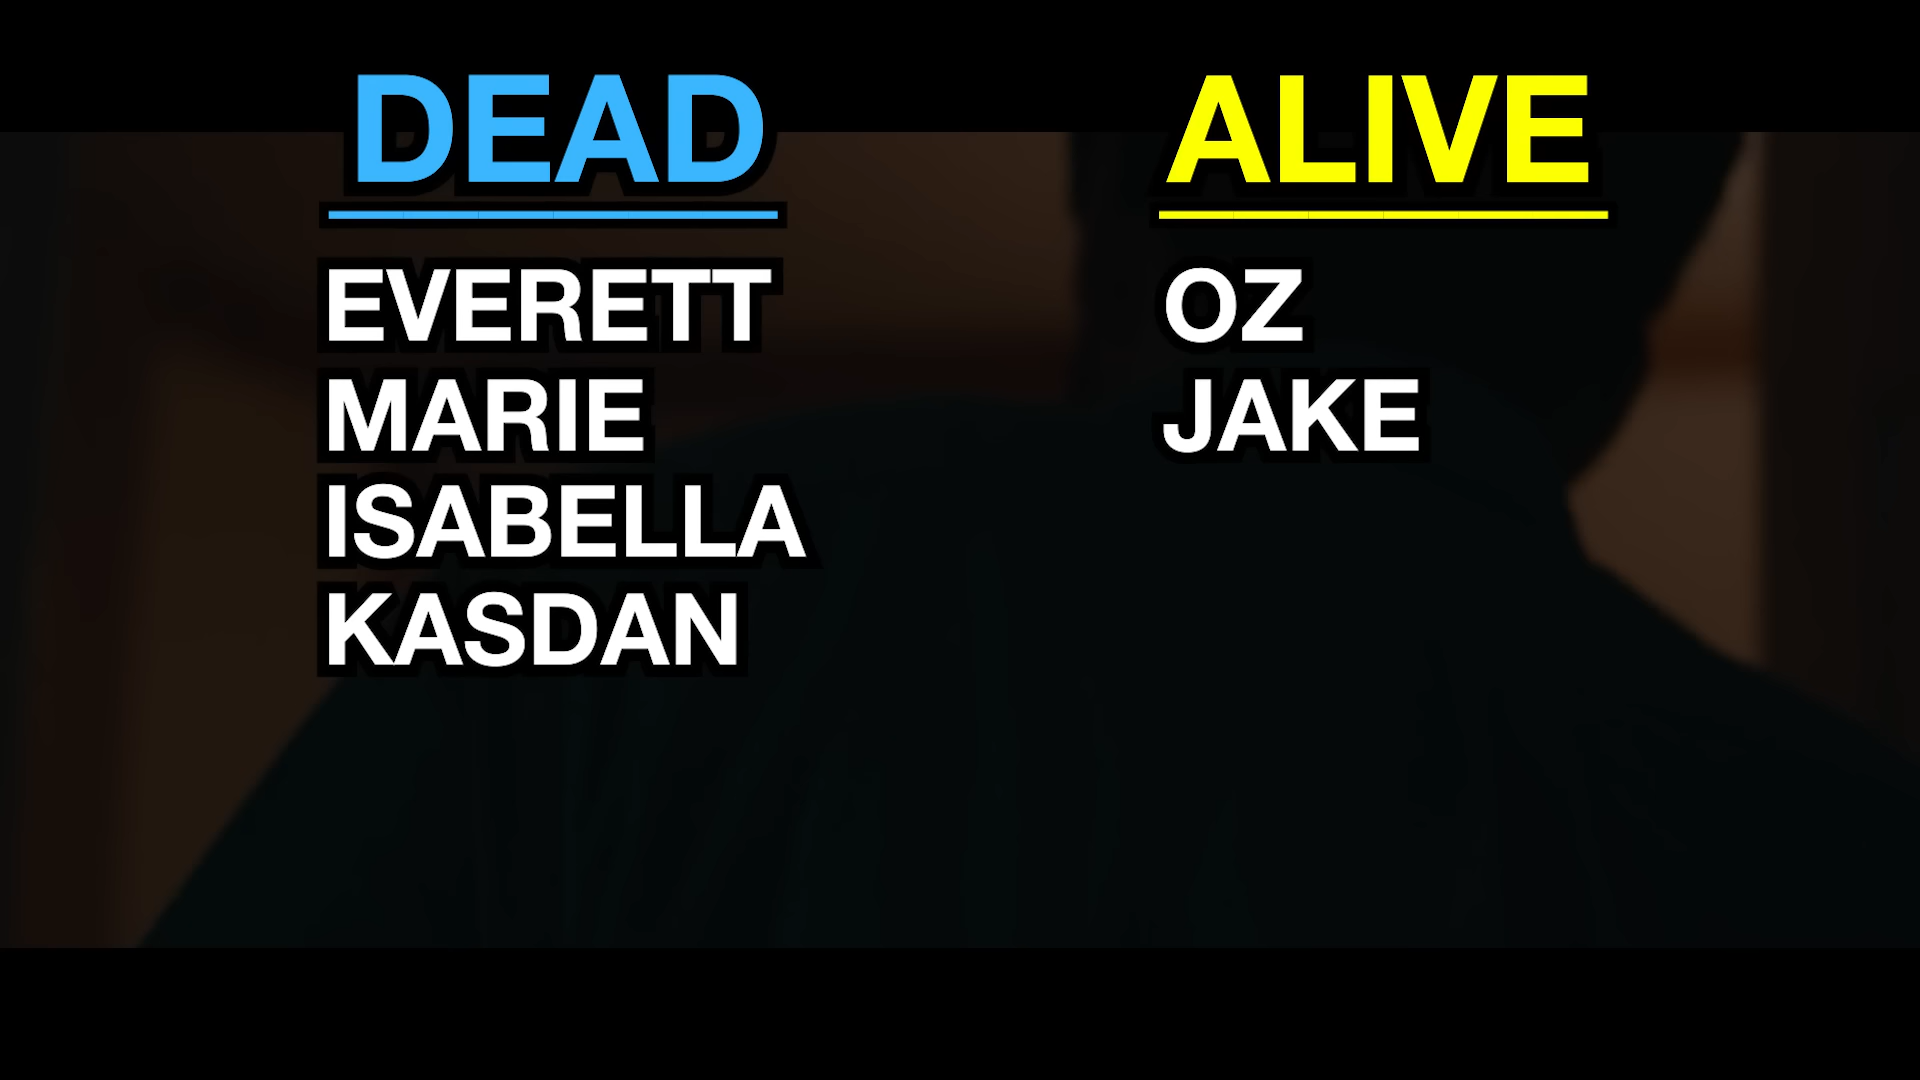 DEAD
EVERETT
MARIE
ISABELLA
KASDAN
ALIVE
OZ
JAKE